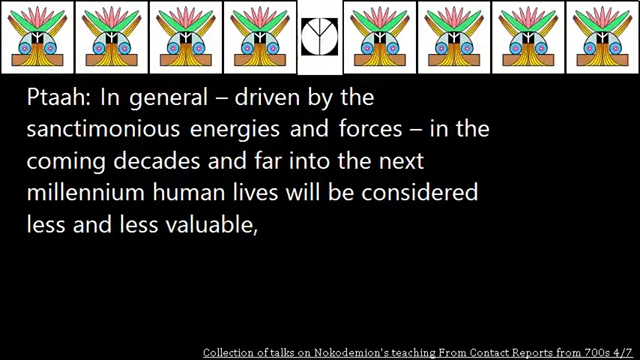 Ptaah: In general – driven by the
sanctimonious energies and forces – in the
coming decades and far into the next
millennium human lives will be considered
less and less valuable,
Collection of talks on Nokodemion's teaching From Contact Reports from 700s 4/7